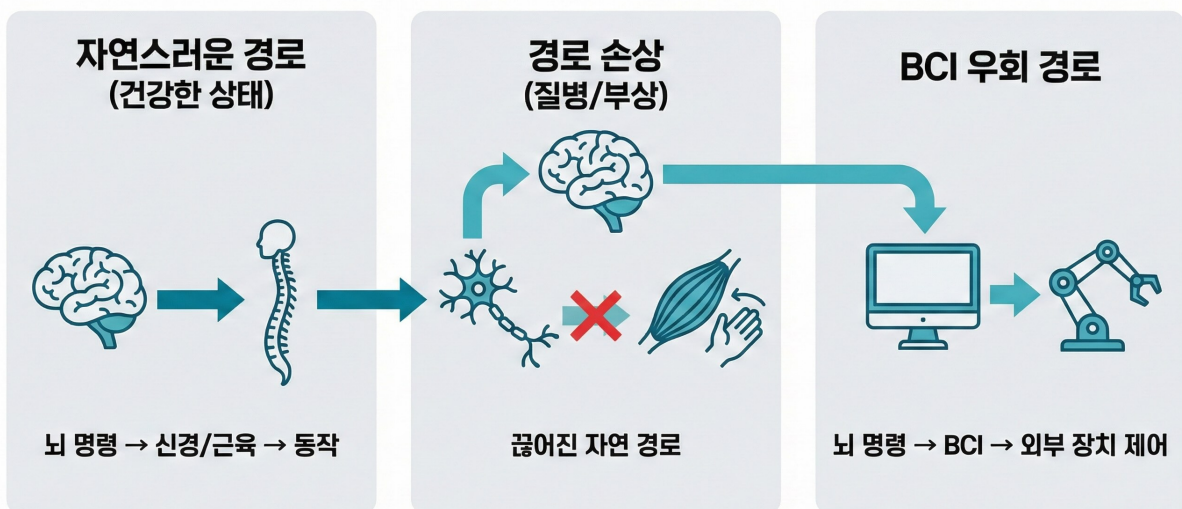 자연스러운 경로
(건강한 상태)
뇌 명령 → 신경/근육 → 동작
경로 손상
(질병/부상)
끊어진 자연 경로
BCI 우회 경로
뇌 명령 → BCI → 외부 장치 제어